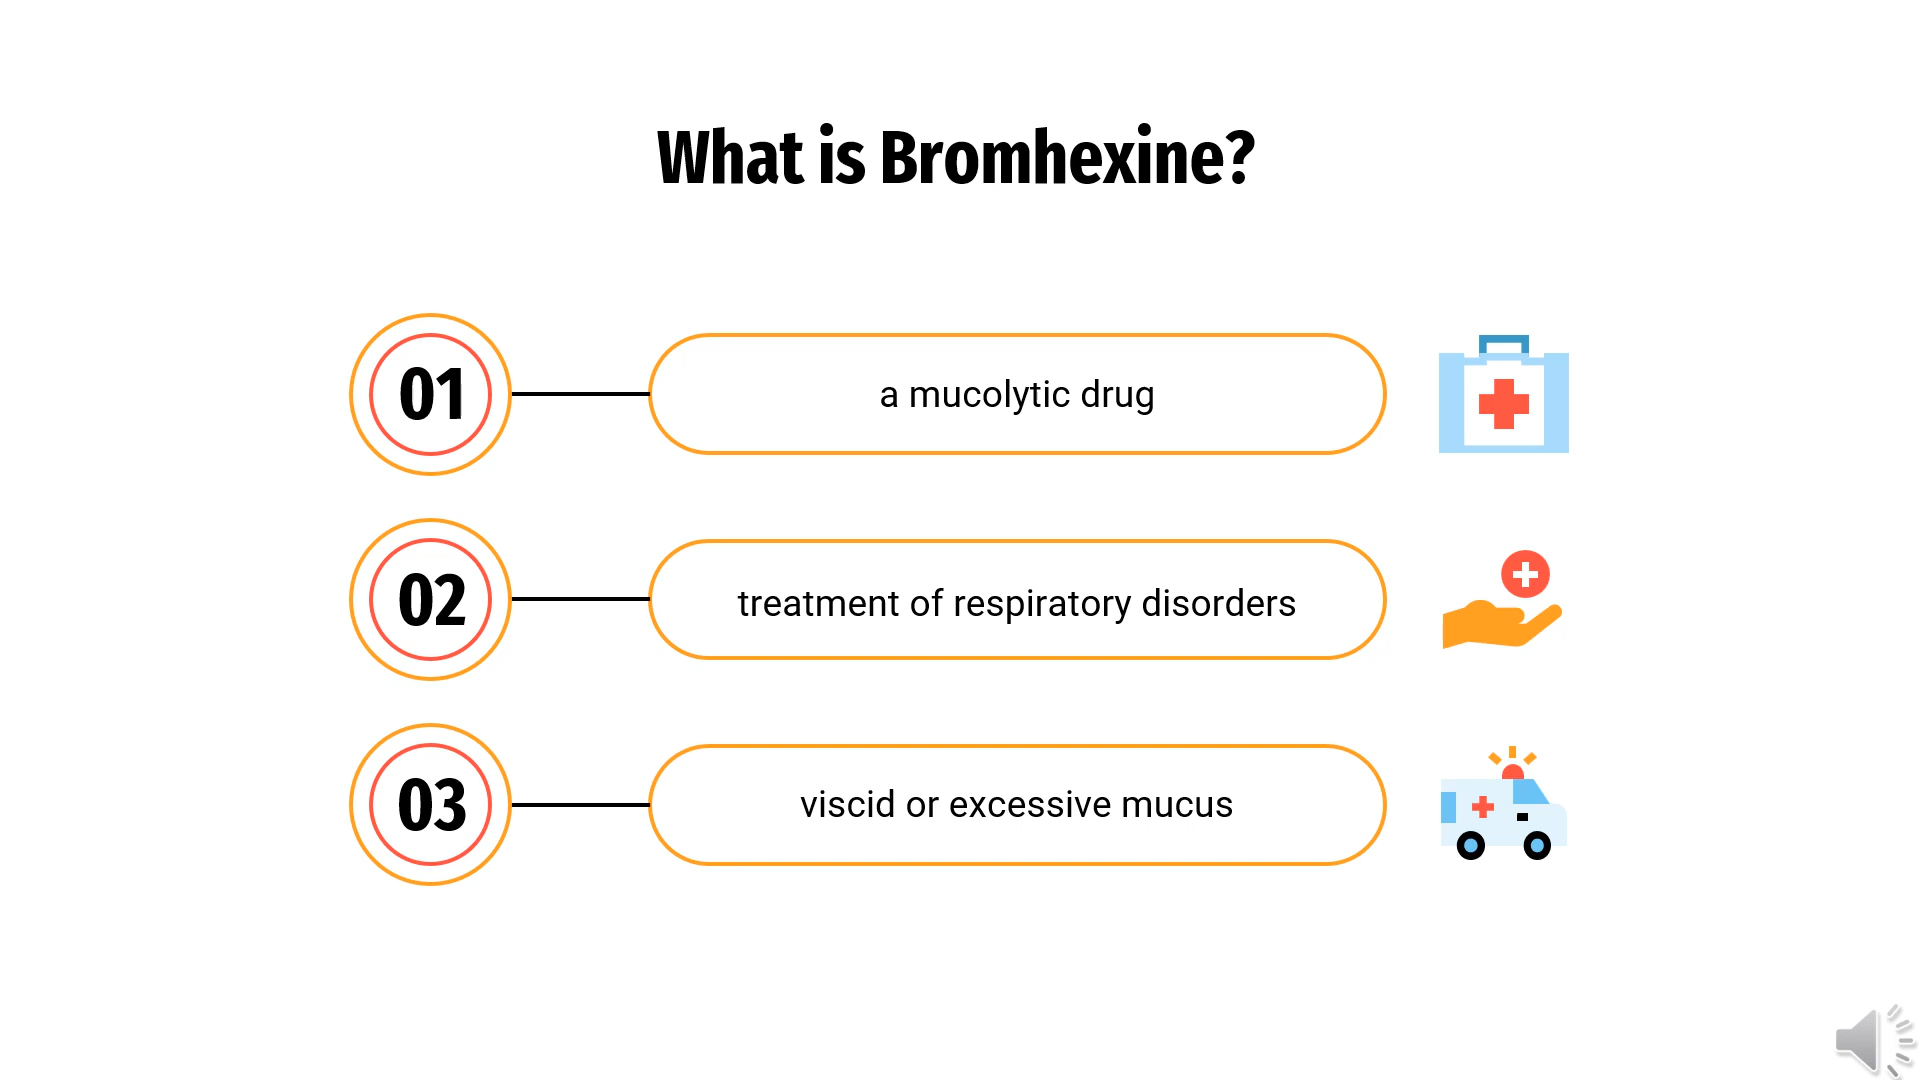 What is Bromhexine?
01
a mucolytic drug
02
treatment of respiratory disorders
03
viscid or excessive mucus